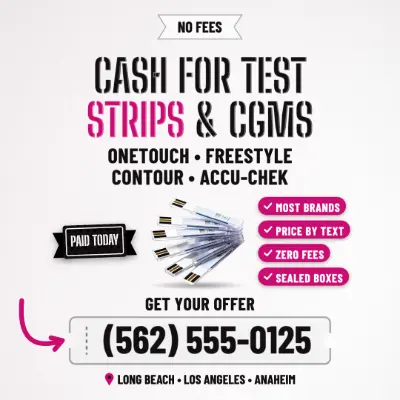 NO FEES
CASH FOR TEST
STRIPS & CGMS
ONETOUCH • FREESTYLE
CONTOUR • ACCU-CHEK
PAID TODAY
MOST BRANDS
PRICE BY TEXT
ZERO FEES
SEALED BOXES
GET YOUR OFFER
(562) 555-0125
LONG BEACH • LOS ANGELES • ANAHEIM